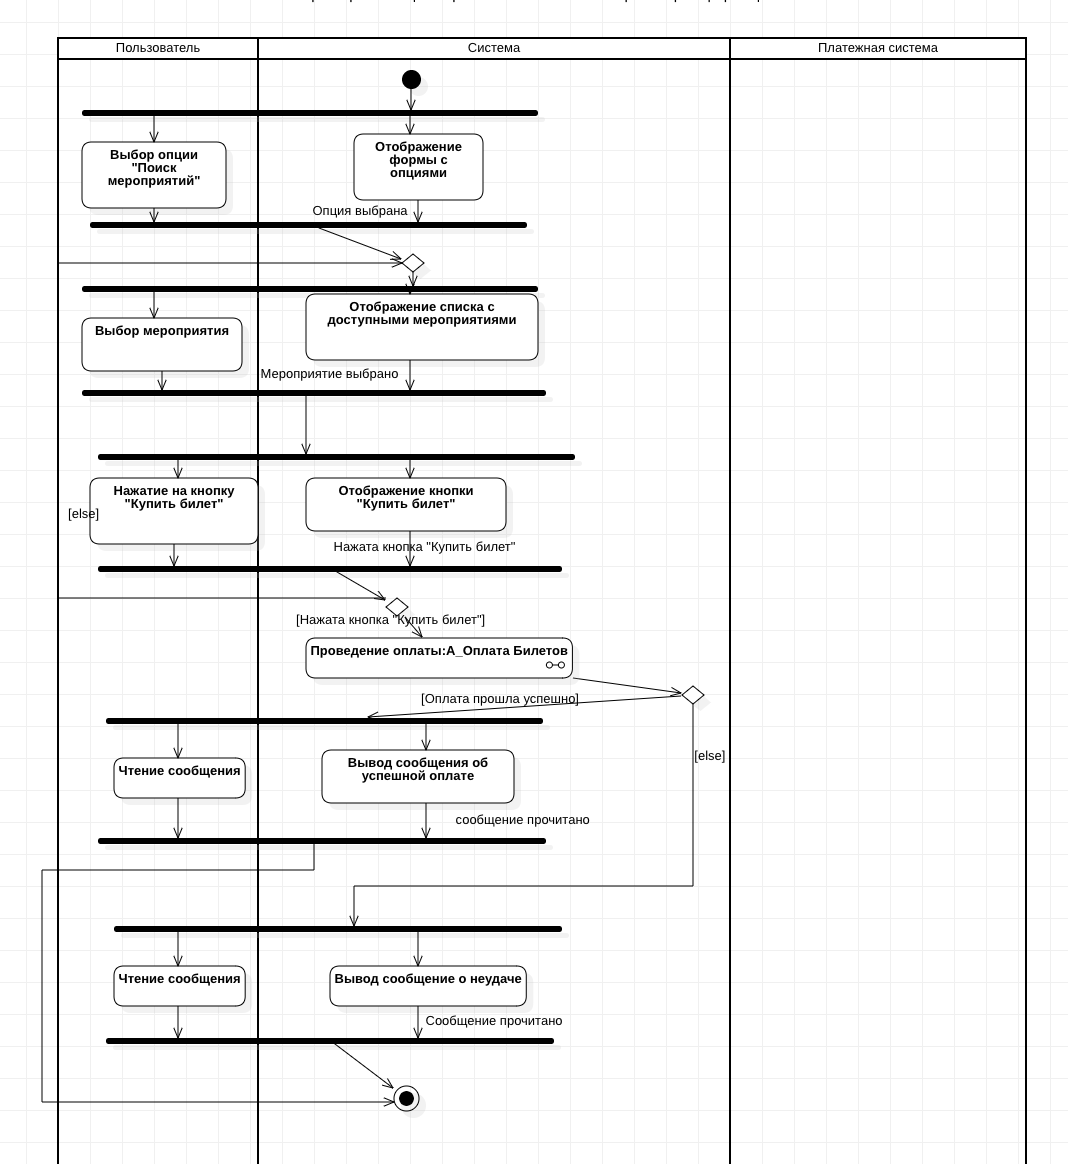 Пользователь
Система
Платежная система
Выбор опции
"Поиск
мероприятий"
Отображение
формы с
опциями
Опция выбрана
Отображение списка с
доступными мероприятиями
Выбор мероприятия
Мероприятие выбрано
Нажатие на кнопку
"Купить билет"
Отображение кнопки
"Купить билет"
[else]
Нажата кнопка "Купить билет"
[Нажата кнопка "Купить билет"]
Проведение оплаты:А_Оплата Билетов
[Оплата прошла успешно]
[else]
Чтение сообщения
Вывод сообщения об
успешной оплате
сообщение прочитано
Чтение сообщения
Вывод сообщение о неудаче
Сообщение прочитано